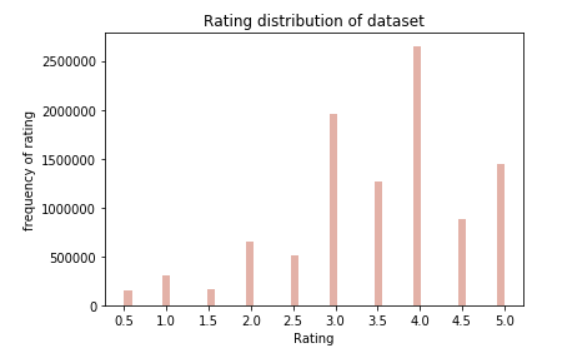 Rating distribution of dataset
frequency of rating
2500000
2000000
1500000
1000000
500000
0
0.5 1.0 1.5 2.0 2.5 3.0 3.5 4.0 4.5 5.0
Rating